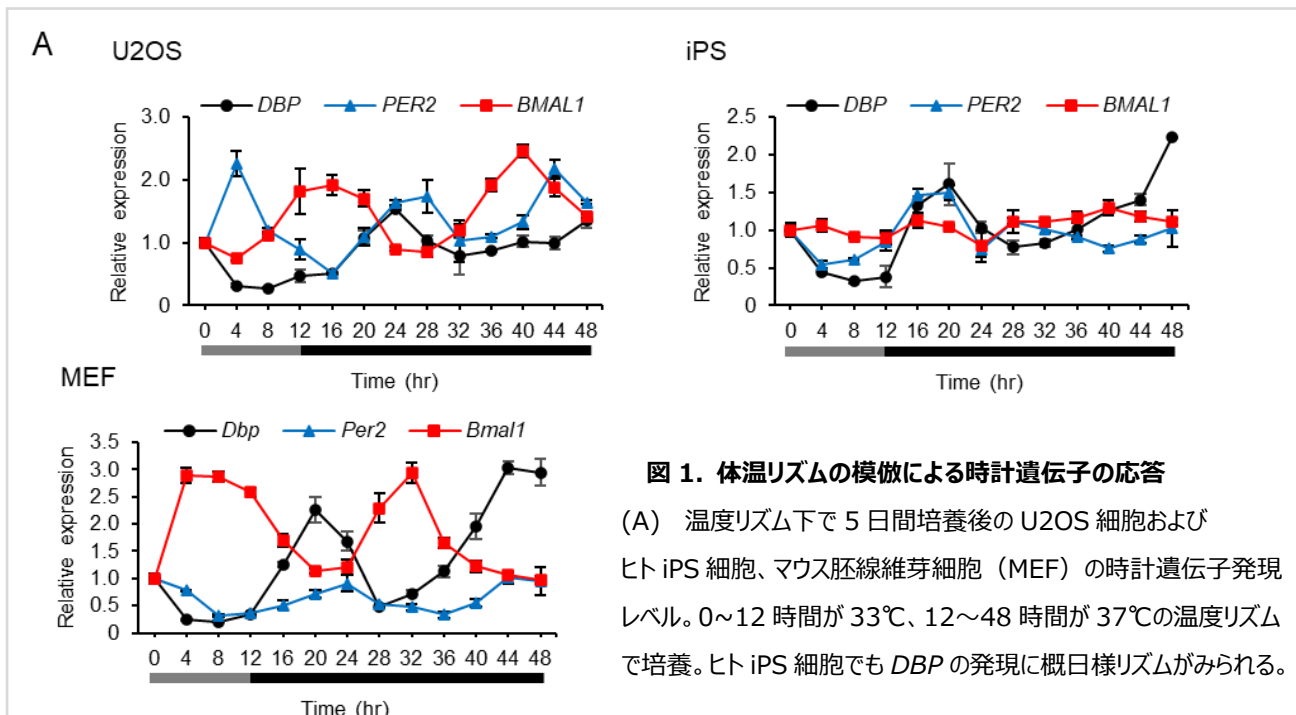 A
U2OS
DBP PER2 BMAL1
Relative expression
3.0
2.0
1.0
0
0 4 8 12 16 20 24 28 32 36 40 44 48
Time (hr)
iPS
DBP PER2 BMAL1
Relative expression
2.5
2.0
1.5
1.0
0.5
0
0 4 8 12 16 20 24 28 32 36 40 44 48
Time (hr)
MEF
Dbp Per2 Bmal1
Relative expression
3.5
3.0
2.5
2.0
1.5
1.0
0.5
0
0 4 8 12 16 20 24 28 32 36 40 44 48
Time (hr)
図 1. 体温リズムの模倣による時計遺伝子の応答
(A) 温度リズム下で 5 日間培養後の U2OS 細胞および
ヒト iPS 細胞、マウス胚線維芽細胞（MEF）の時計遺伝子発現
レベル。0~12 時間が 33℃、12～48 時間が 37℃の温度リズム
で培養。ヒト iPS 細胞でも DBP の発現に概日様リズムがみられる。